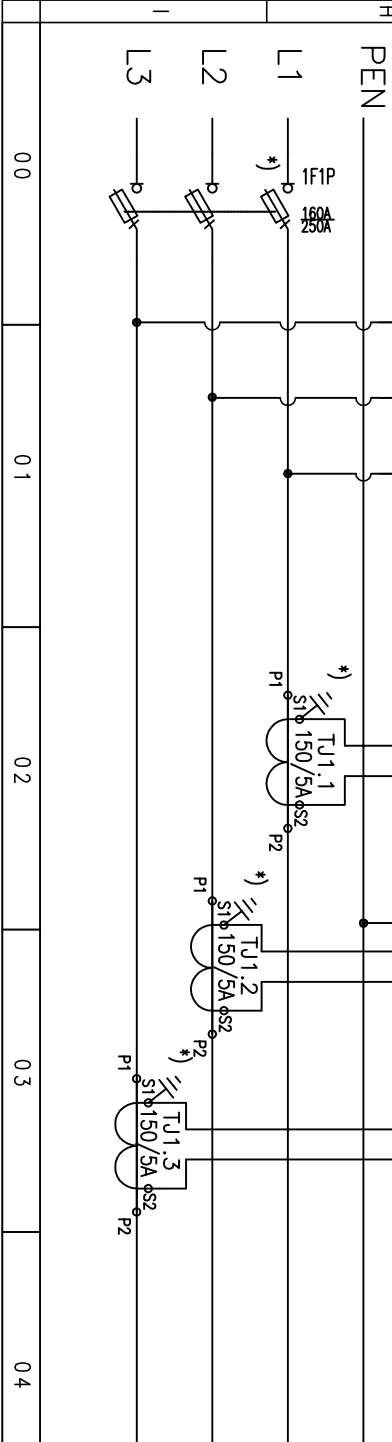 H
I
PEN
L1
L2
L3
*)
1F1P
160A
250A
00
01
02
03
04
*)
P1
S1
TJ1.1
150/5A
S2
P2
*)
P1
S1
TJ1.2
150/5A
S2
P2
*)
P1
S1
TJ1.3
150/5A
S2
P2